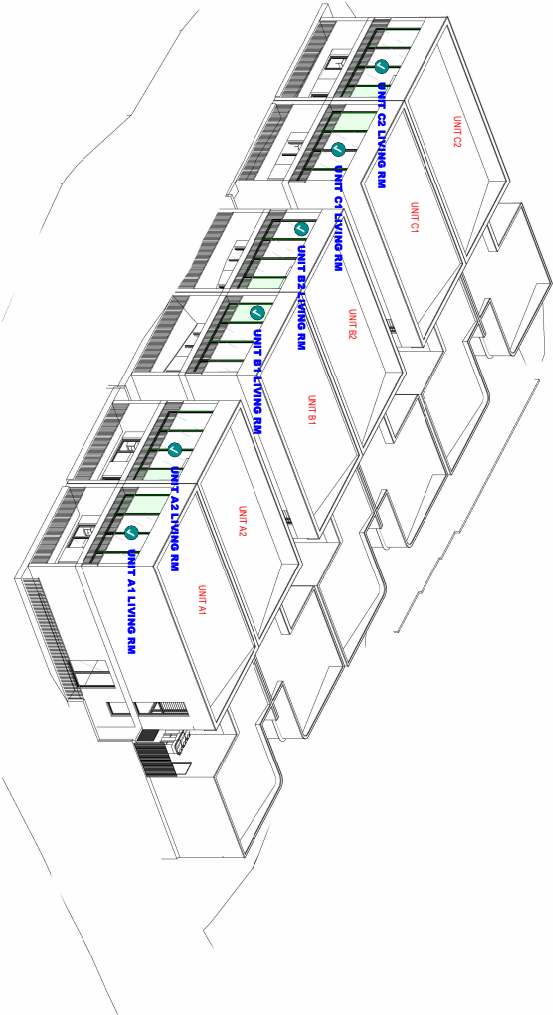 UNIT C2
UNIT C2 LIVING RM
UNIT C1
UNIT C1 LIVING RM
UNIT B2
UNIT B2 LIVING RM
UNIT B1
UNIT B1 LIVING RM
UNIT A2
UNIT A2 LIVING RM
UNIT A1
UNIT A1 LIVING RM